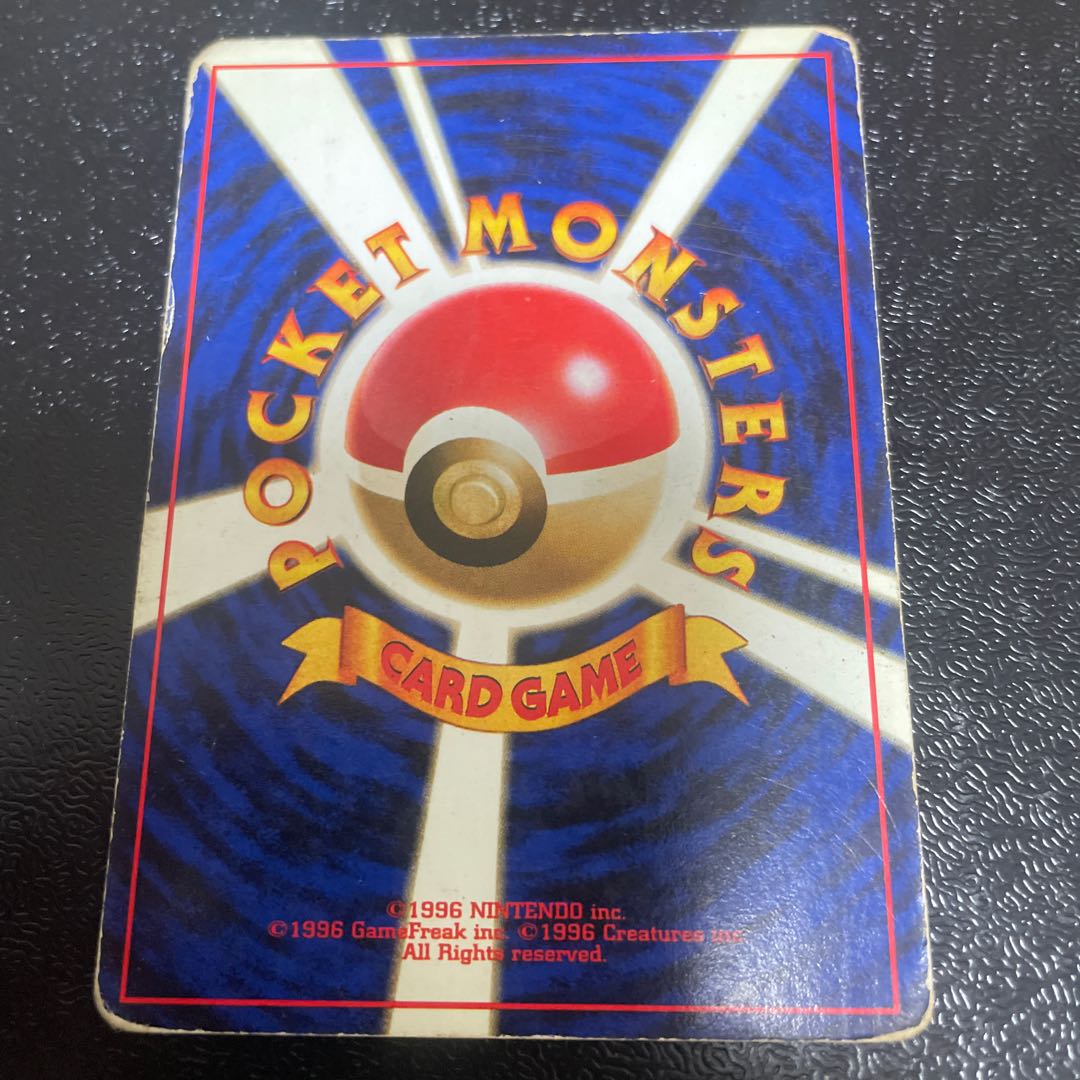 POCKET MONSTERS
CARD GAME
©1996 NINTENDO inc.
©1996 GameFreak inc. ©1996 Creatures inc.
All Rights reserved.